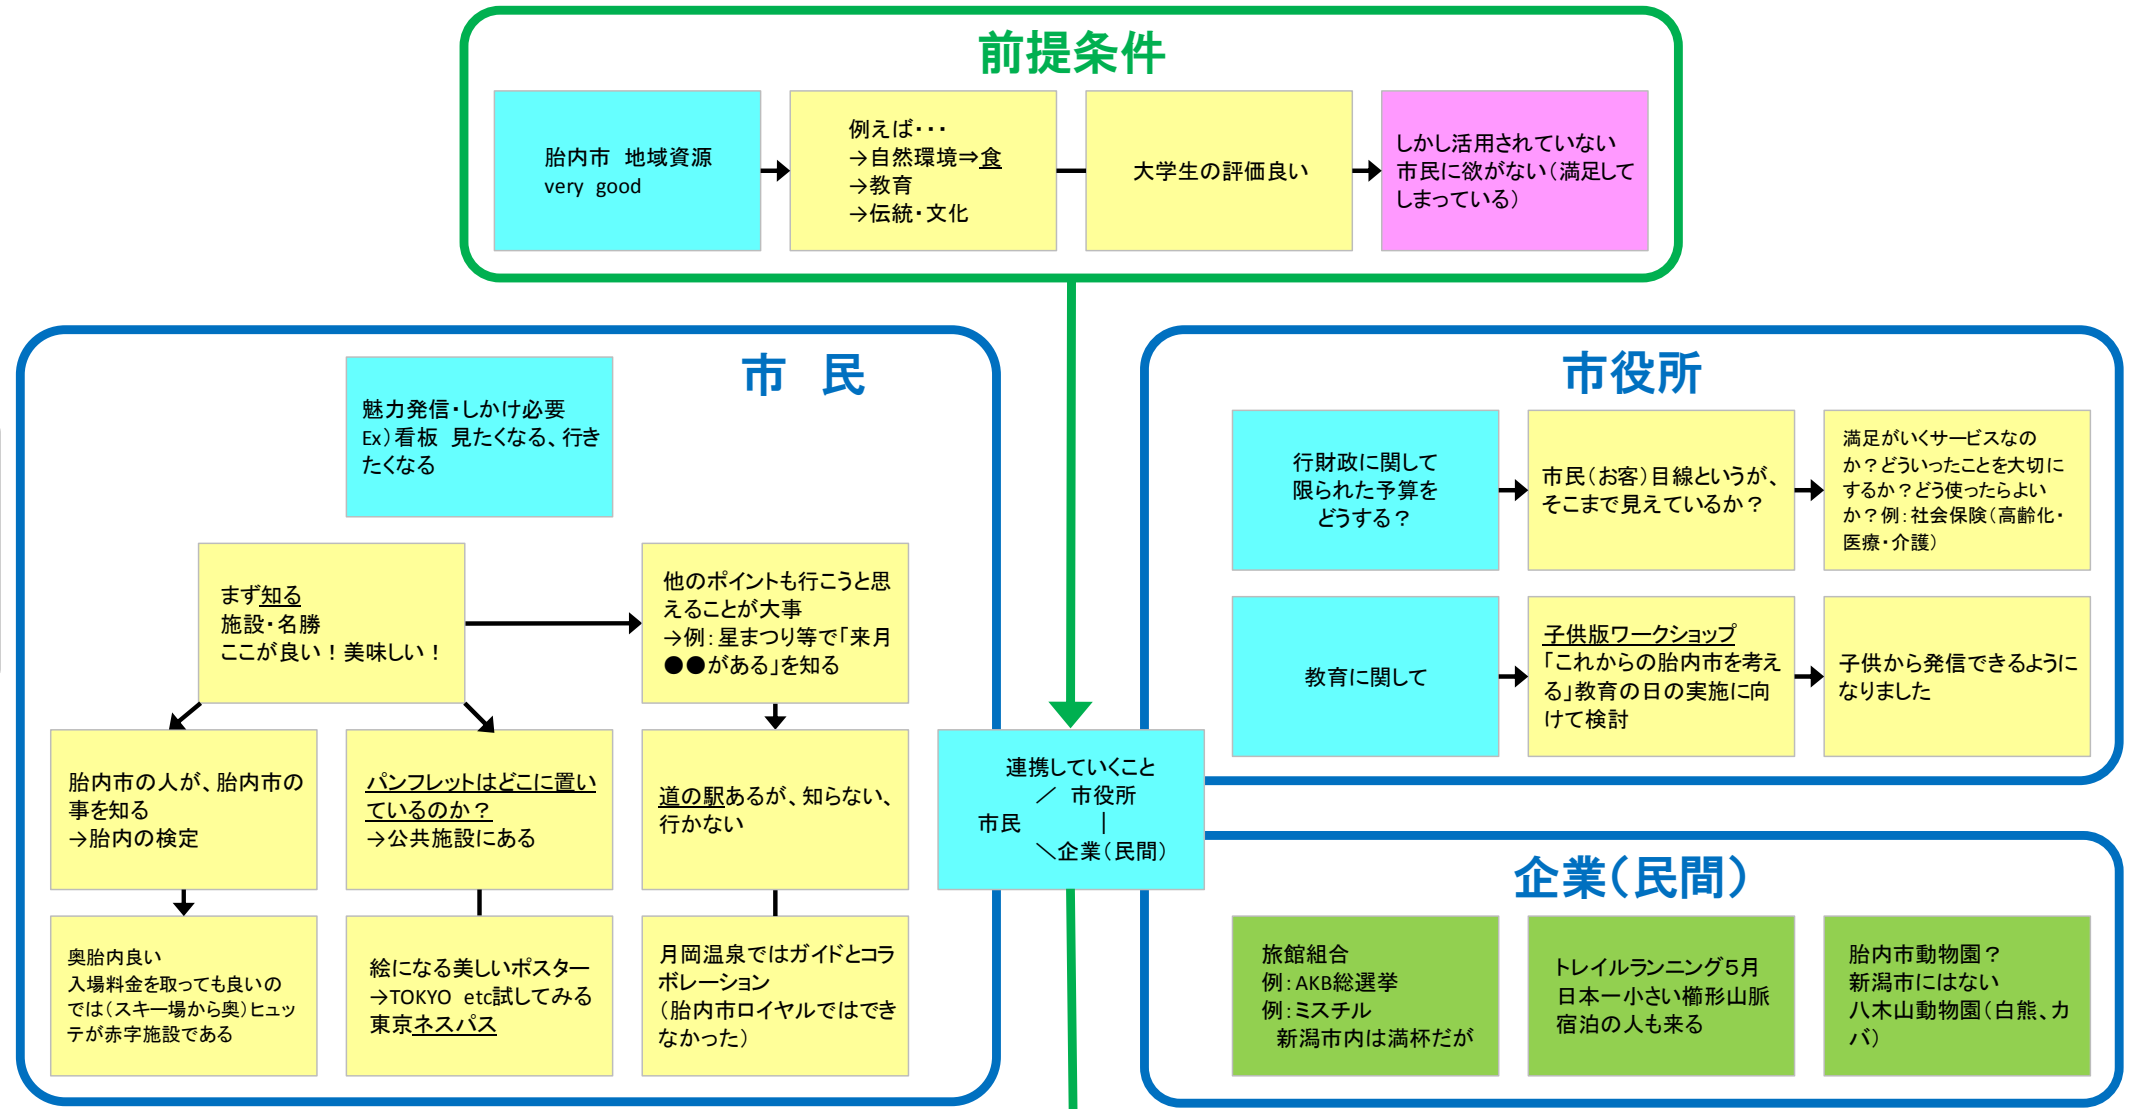 前提条件
胎内市 地域資源
very good
例えば・・・
→自然環境⇒食
→教育
→伝統・文化
大学生の評価良い
しかし活用されていない
市民に欲がない（満足して
しまっている）
市 民
魅力発信・しかけ必要
Ex）看板 見たくなる、行き
たくなる
まず知る
施設・名勝
ここが良い！美味しい！
他のポイントも行こうと思
えることが大事
→例：星まつり等で「来月
●●がある」を知る
胎内市の人が、胎内市の
事を知る
→胎内の検定
パンフレットはどこに置い
ているのか？
→公共施設にある
道の駅あるが、知らない、
行かない
奥胎内良い
入場料金を取っても良いの
では（スキー場から奥）ヒュッ
テが赤字施設である
絵になる美しいポスター
→TOKYO etc試してみる
東京ネスパス
月岡温泉ではガイドとコラ
ボレーション
（胎内市ロイヤルではでき
なかった）
連携していくこと
／ 市役所
市民 ｜
＼企業（民間）
市役所
行財政に関して
限られた予算を
どうする？
市民（お客）目線というが、
そこまで見えているか？
満足がいくサービスなの
か？どういったことを大切に
するか？どう使ったらよい
か？例：社会保険（高齢化・
医療・介護）
教育に関して
子供版ワークショップ
「これからの胎内市を考え
る」教育の日の実施に向
けて検討
子供から発信できるように
なりました
企業（民間）
旅館組合
例：AKB総選挙
例：ミスチル
新潟市内は満杯だが
トレイルランニング５月
日本一小さい櫛形山脈
宿泊の人も来る
胎内市動物園？
新潟市にはない
八木山動物園（白熊、カ
バ）